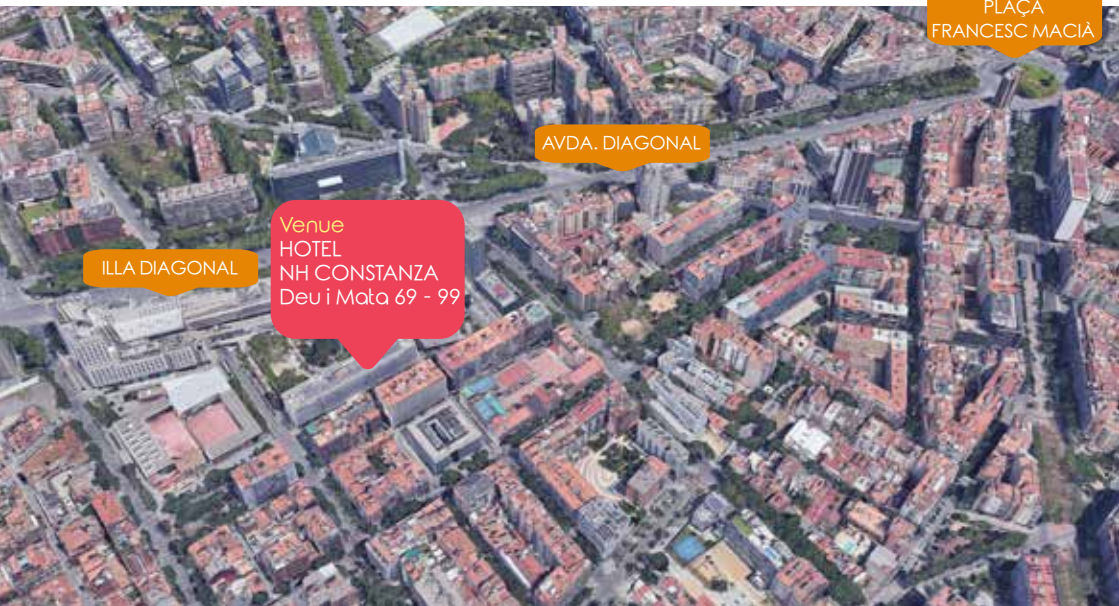 PLAÇA
FRANCESC MACIÀ
AVDA. DIAGONAL
Venue
HOTEL
NH CONSTANZA
Deu i Mata 69 - 99
ILLA DIAGONAL